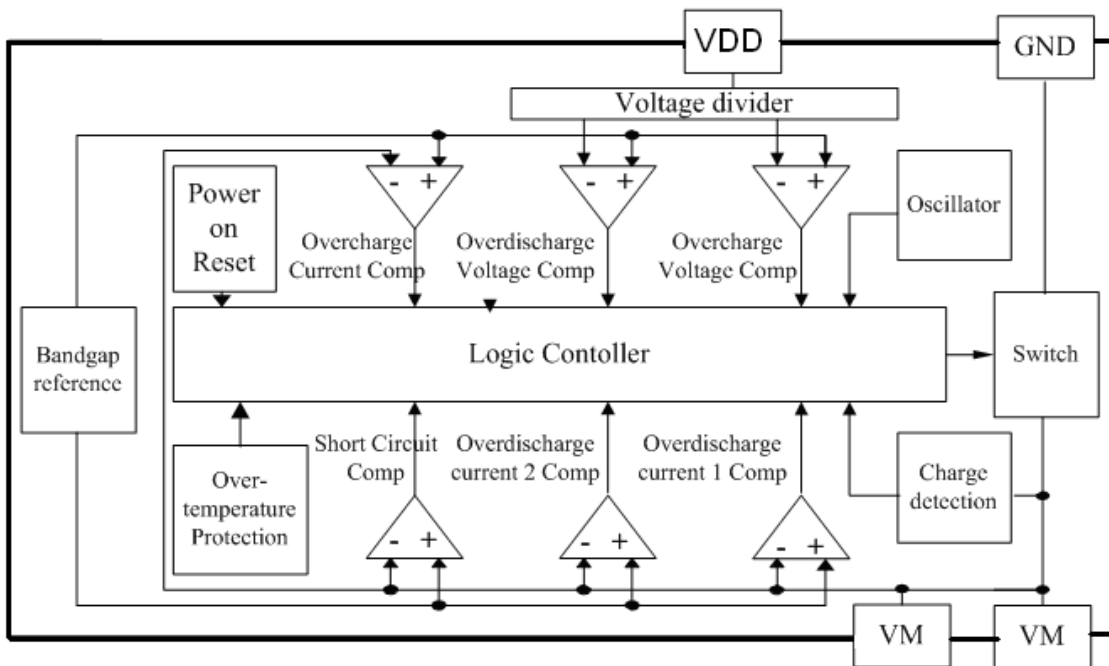 VDD
GND
Voltage divider
- +
- +
- +
Power
on
Reset
Oscillator
Overcharge
Current Comp
Overdischarge
Voltage Comp
Overcharge
Voltage Comp
Bandgap
reference
Logic Contoller
Switch
Short Circuit
Comp
Overdischarge
current 2 Comp
Overdischarge
current 1 Comp
Over-
temperature
Protection
Charge
detection
- +
- +
- +
VM
VM